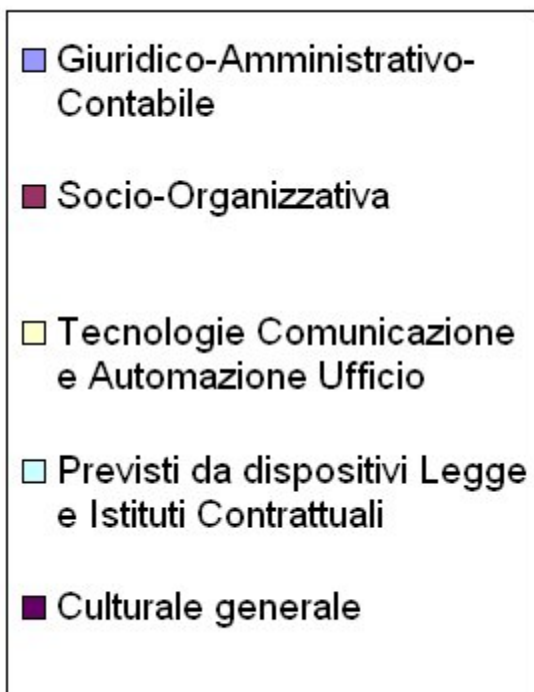 Giuridico-Amministrativo-
Contabile
Socio-Organizzativa
Tecnologie Comunicazione
e Automazione Ufficio
Previsti da dispositivi Legge
e Istituti Contrattuali
Culturale generale